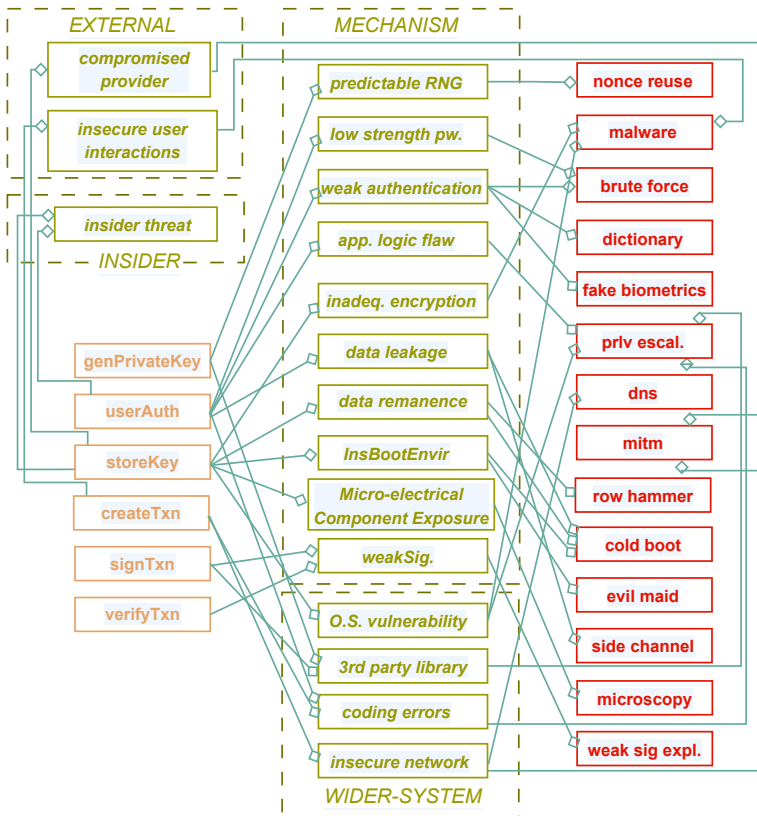 EXTERNAL
compromised
provider
insecure user
interactions
insider threat
INSIDER
genPrivateKey
userAuth
storeKey
createTxn
signTxn
verifyTxn
MECHANISM
predictable RNG
low strength pw.
weak authentication
app. logic flaw
inadeq. encryption
data leakage
data remanence
InsBootEnvir
Micro-electrical
Component Exposure
weakSig.
O.S. vulnerability
3rd party library
coding errors
insecure network
WIDER-SYSTEM
nonce reuse
malware
brute force
dictionary
fake biometrics
prlv escal.
dns
mitm
row hammer
cold boot
evil maid
side channel
microscopy
weak sig expl.